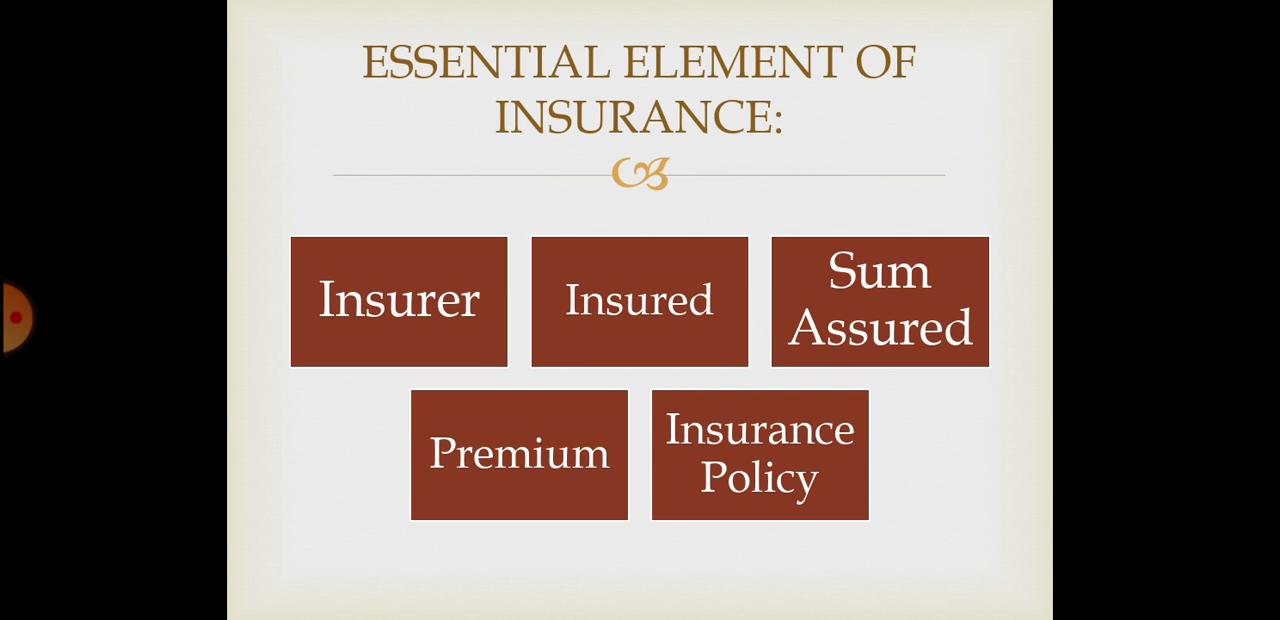 ESSENTIAL ELEMENT OF
INSURANCE:
Insurer
Insured
Sum
Assured
Premium
Insurance
Policy